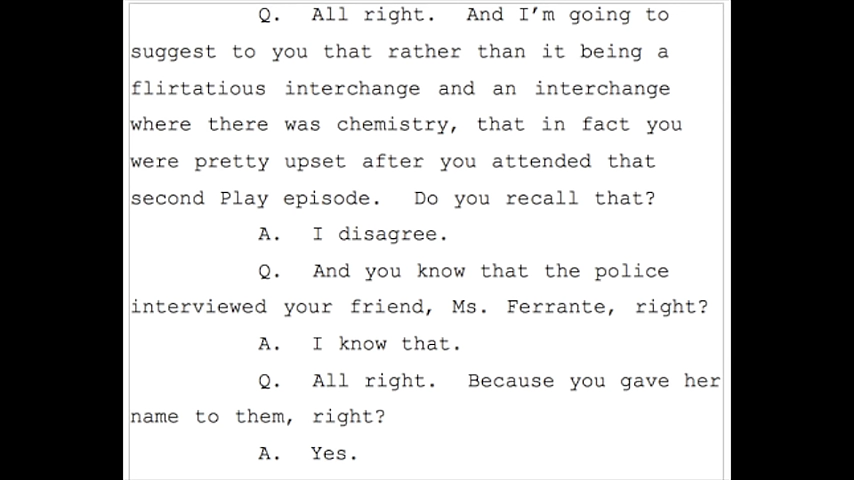 Q. All right. And I'm going to
suggest to you that rather than it being a
flirtatious interchange and an interchange
where there was chemistry, that in fact you
were pretty upset after you attended that
second Play episode. Do you recall that?
A. I disagree.
Q. And you know that the police
interviewed your friend, Ms. Ferrante, right?
A. I know that.
Q. All right. Because you gave her
name to them, right?
A. Yes.